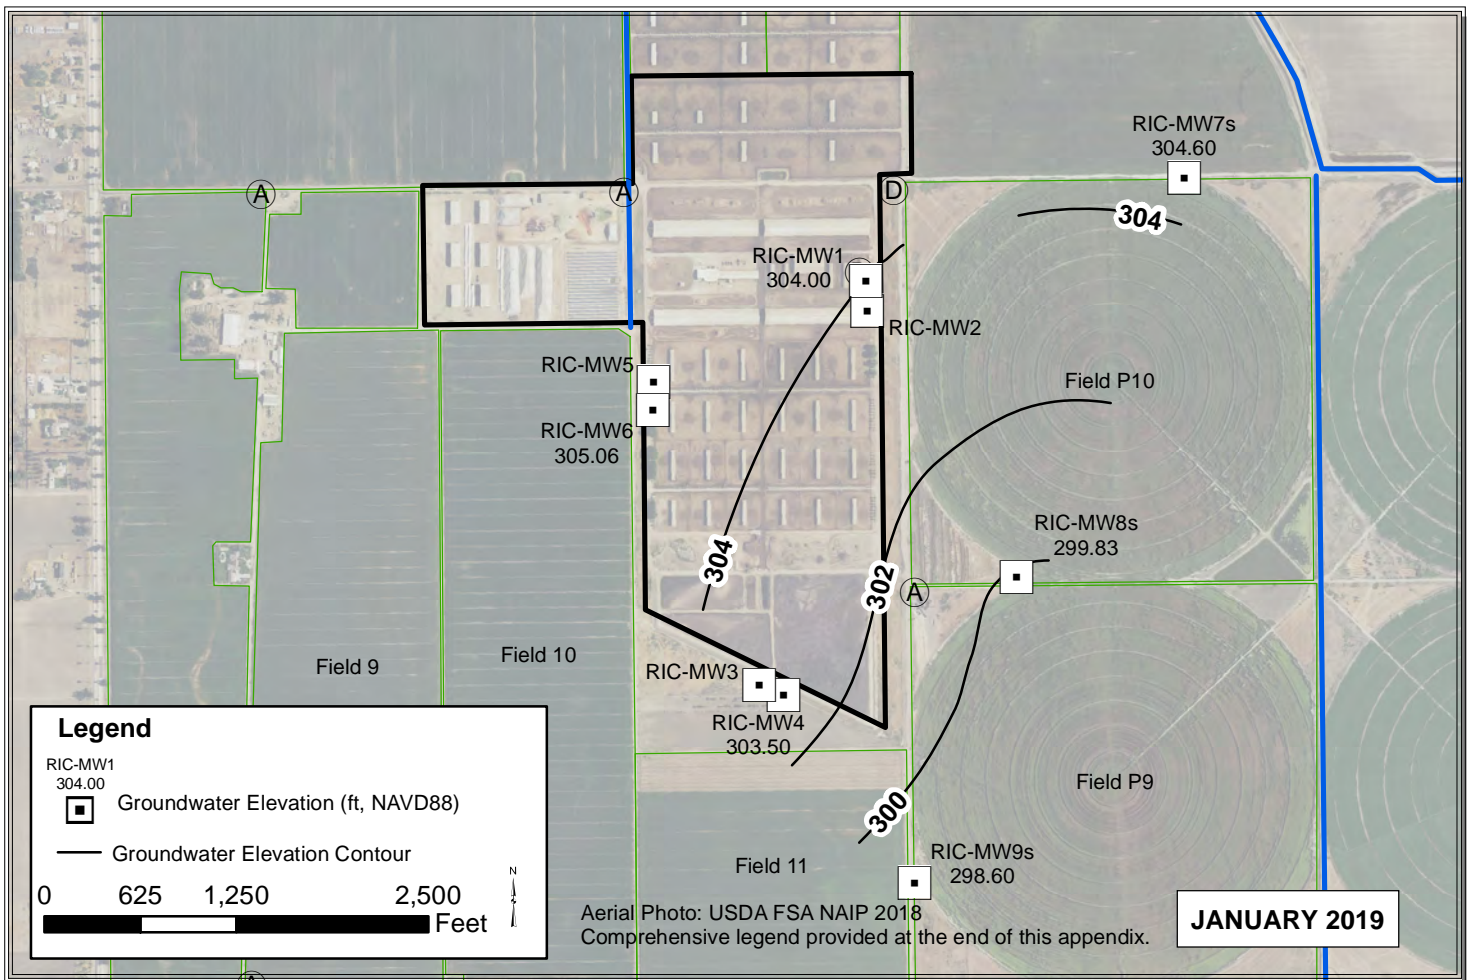 RIC-MW7s
304.60
A
A
D
304
RIC-MW1
304.00
RIC-MW2
RIC-MW5
Field P10
RIC-MW6
305.06
RIC-MW8s
299.83
304
302
A
Field 9
Field 10
RIC-MW3
RIC-MW4
303.50
Field P9
300
Field 11
RIC-MW9s
298.60
Legend
RIC-MW1
304.00
Groundwater Elevation (ft, NAVD88)
Groundwater Elevation Contour
N
0 625 1,250 2,500
Feet
Aerial Photo: USDA FSA NAIP 2018
Comprehensive legend provided at the end of this appendix.
JANUARY 2019
A